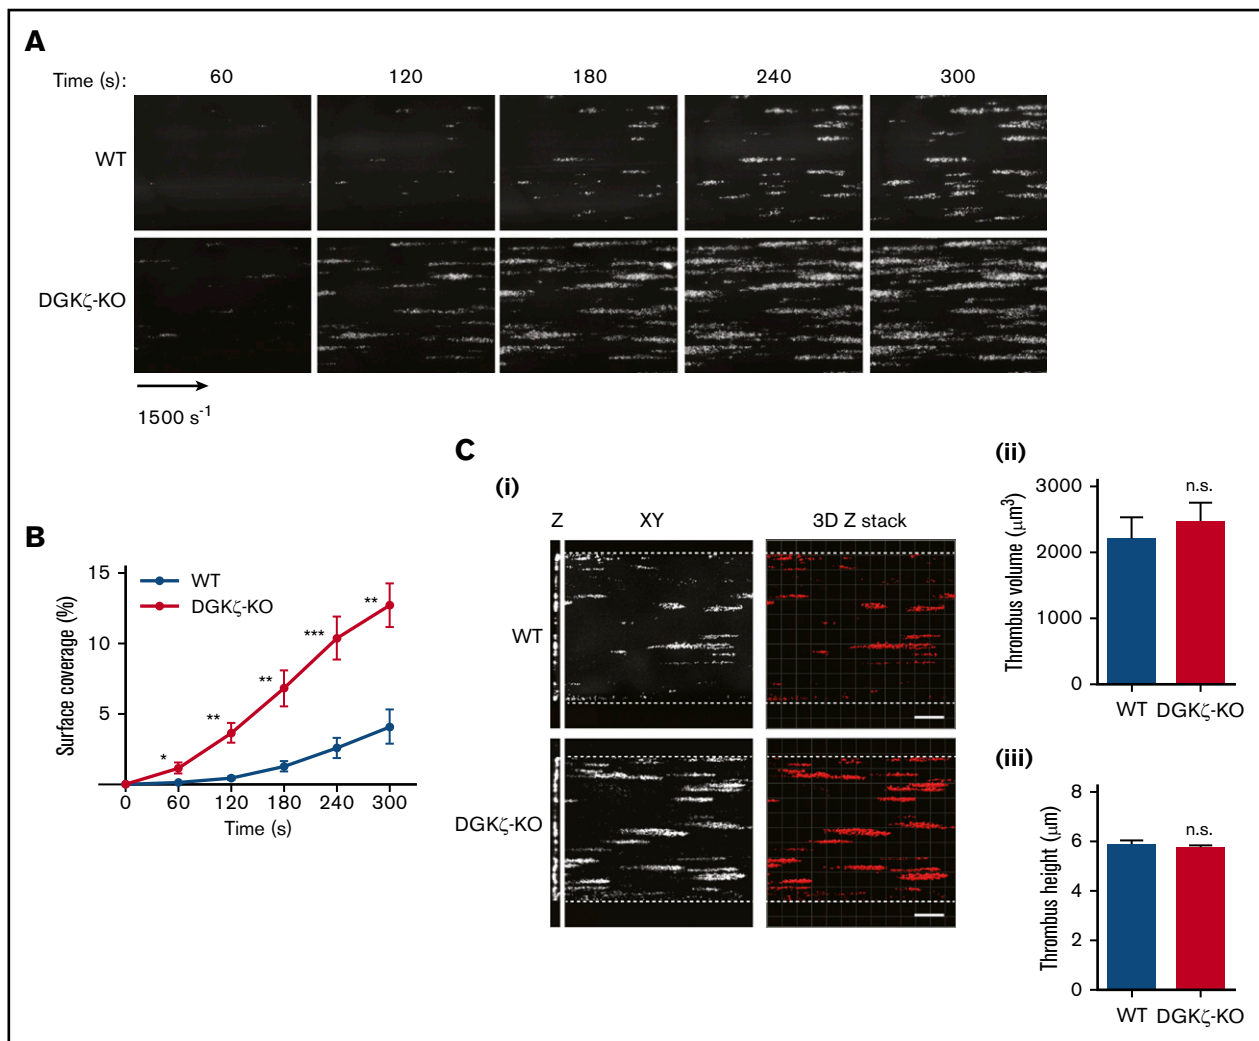 A
Time (s): 60 120 180 240 300
WT
DGKζ-KO
1500 s⁻¹
B
15
10
5
Surface coverage (%)
WT
DGKζ-KO
*
**
**
***
**
0 60 120 180 240 300
Time (s)
C
(i)
Z XY 3D Z stack
WT
DGKζ-KO
(ii)
Thrombus volume (μm³)
3000
2000
1000
0
n.s.
WT DGKζ-KO
(iii)
Thrombus height (μm)
8
6
4
2
0
n.s.
WT DGKζ-KO